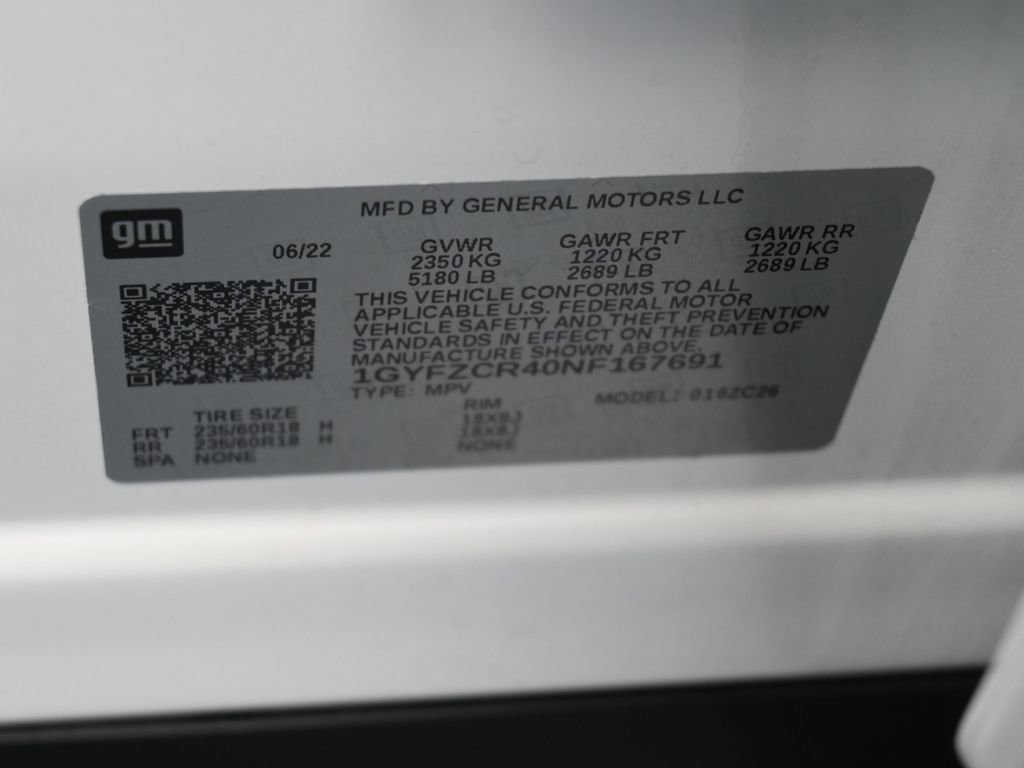 gm
MFD BY GENERAL MOTORS LLC
06/22
GVWR GAWR FRT GAWR RR
2350 KG 1220 KG 1220 KG
5180 LB 2689 LB 2689 LB
THIS VEHICLE CONFORMS TO ALL
APPLICABLE U.S. FEDERAL MOTOR
VEHICLE SAFETY AND THEFT PREVENTION
STANDARDS IN EFFECT ON THE DATE OF
MANUFACTURE SHOWN ABOVE.
1GYFZCR40NF167691
TYPE: MPV MODEL: 016ZC26
TIRE SIZE RIM
FRT 235/60R18 H 18X8J
RR 235/60R18 H 18X8J
SPA NONE NONE